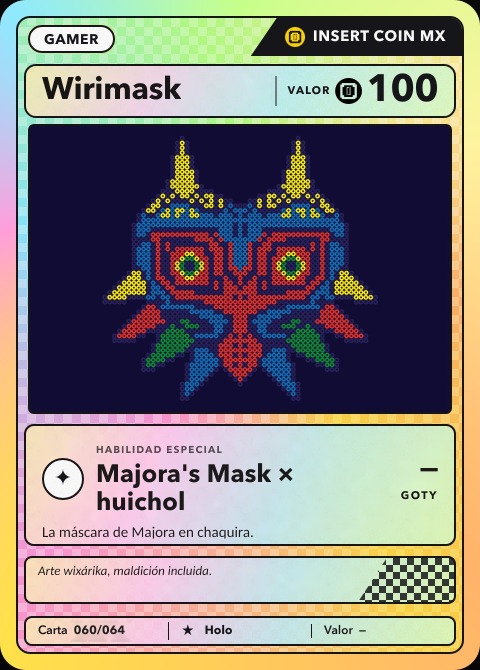 GAMER
INSERT COIN MX
Wirimask
VALOR 100
HABILIDAD ESPECIAL
Majora's Mask ×
huichol
—
GOTY
La máscara de Majora en chaquira.
Arte wixárika, maldición incluida.
Carta 060/064 ★ Holo Valor —